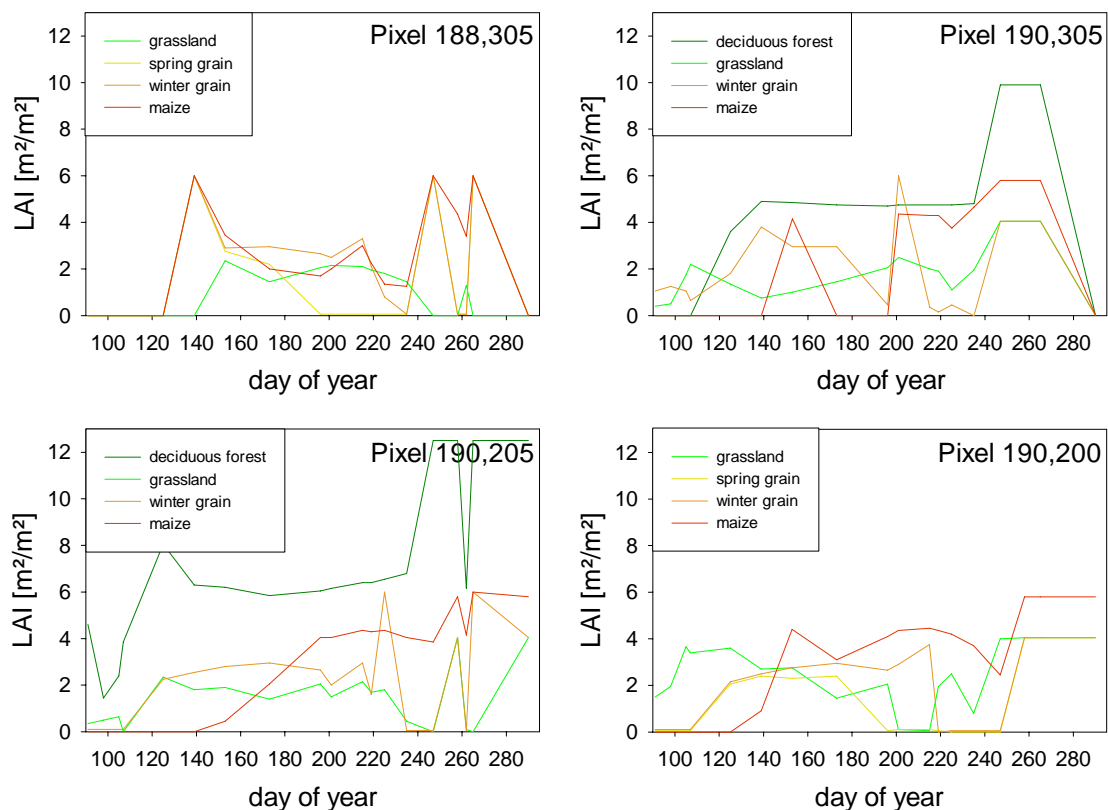 Pixel 188,305
grassland
spring grain
winter grain
maize
LAI [m²/m²]
12
10
8
6
4
2
0
100 120 140 160 180 200 220 240 260 280
day of year
Pixel 190,305
deciduous forest
grassland
winter grain
maize
LAI [m²/m²]
12
10
8
6
4
2
0
100 120 140 160 180 200 220 240 260 280
day of year
Pixel 190,205
deciduous forest
grassland
winter grain
maize
LAI [m²/m²]
12
10
8
6
4
2
0
100 120 140 160 180 200 220 240 260 280
day of year
Pixel 190,200
grassland
spring grain
winter grain
maize
LAI [m²/m²]
12
10
8
6
4
2
0
100 120 140 160 180 200 220 240 260 280
day of year